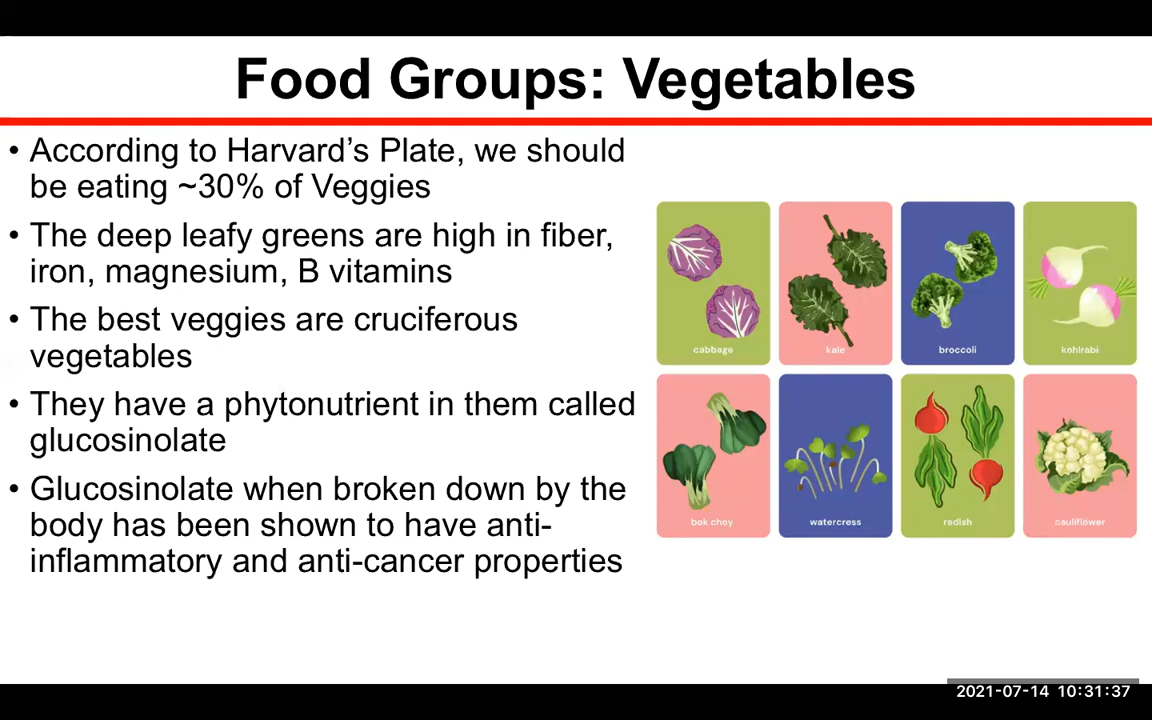 Food Groups: Vegetables
• According to Harvard’s Plate, we should
be eating ~30% of Veggies
• The deep leafy greens are high in fiber,
iron, magnesium, B vitamins
• The best veggies are cruciferous
vegetables
• They have a phytonutrient in them called
glucosinolate
• Glucosinolate when broken down by the
body has been shown to have anti-
inflammatory and anti-cancer properties
cabbage
kale
broccoli
kohlrabi
bok choy
watercress
radish
cauliflower
2021-07-14 10:31:37